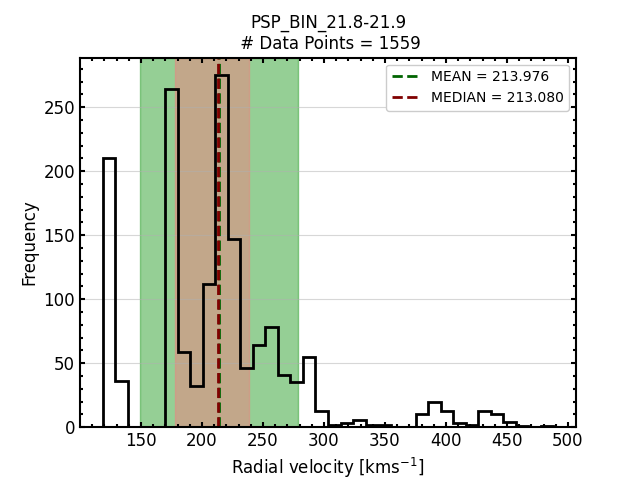 PSP_BIN_21.8-21.9
# Data Points = 1559
MEAN = 213.976
MEDIAN = 213.080
Frequency
250
200
150
100
50
0
150 200 250 300 350 400 450 500
Radial velocity [kms⁻¹]